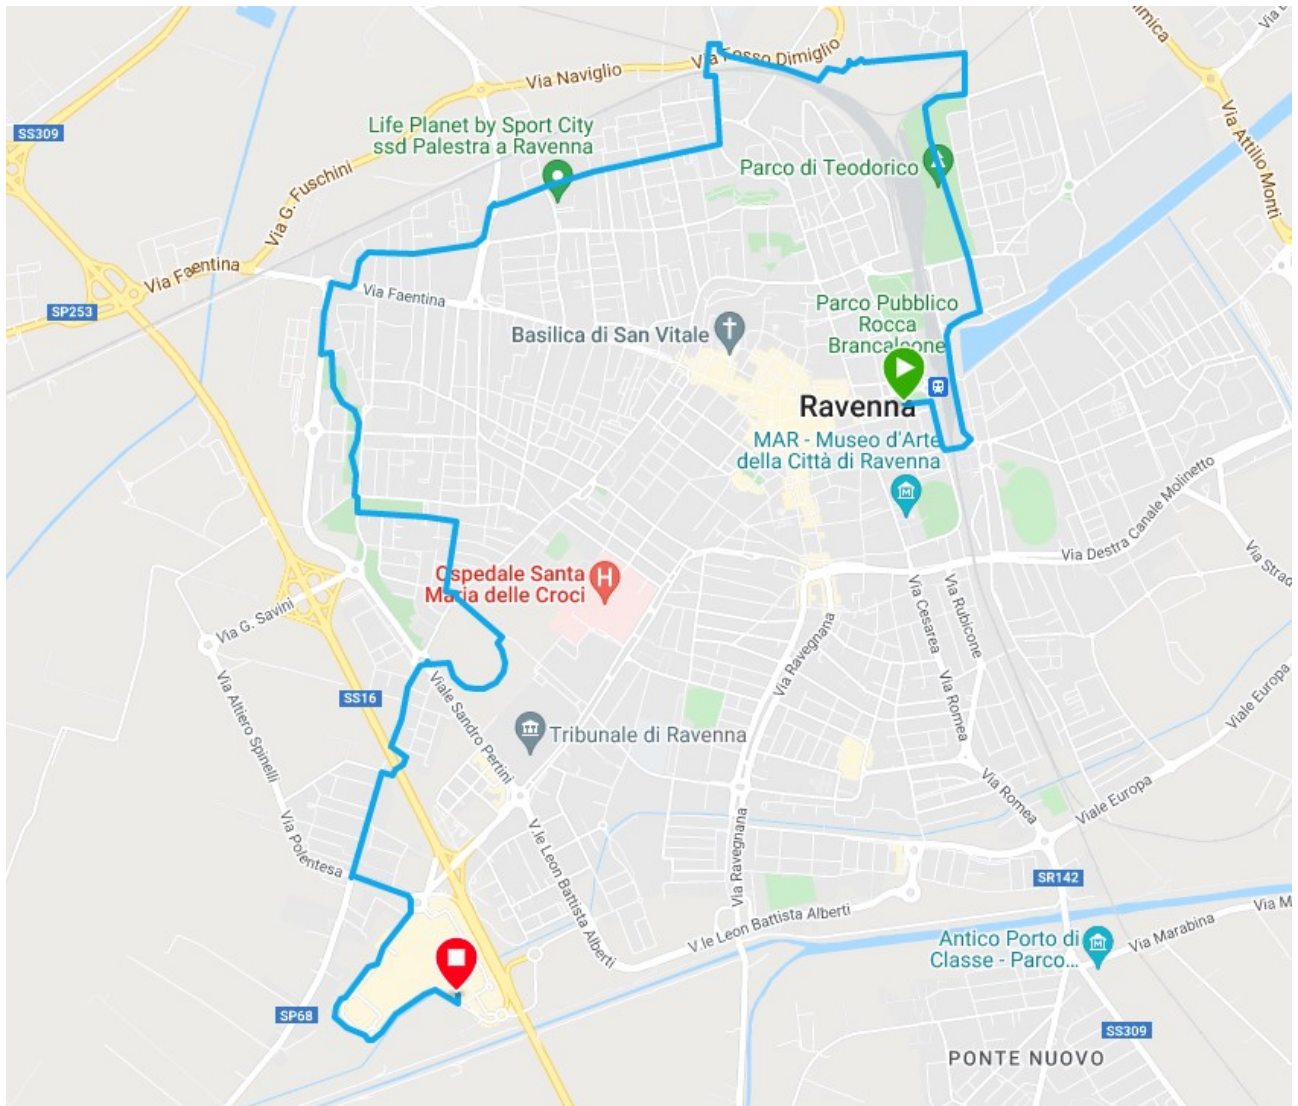 Via Fosso Dimiglio
Via Naviglio
SS309
Life Planet by Sport City
ssd Palestra a Ravenna
Via G. Fuschini
Parco di Teodorico
Via Attilio Monti
Via Faentina
SP253
Via Faentina
Parco Pubblico
Rocca
Brancaleone
Basilica di San Vitale
Ravenna
MAR - Museo d'Arte
della Città di Ravenna
M
Via Destra Canale Molinetto
Via Strad
Ospedale Santa
Maria delle Croci
H
Via G. Savini
Via Cesarea
Via Rubicone
Via Ravegnana
SS16
Viale Sandro Pertini
Via Altiero Spinelli
Tribunale di Ravenna
Via Romea
Viale Europa
Via Romea
Viale Europa
Via Polentesa
V.le Leon Battista Alberti
Via Ravegnana
SR142
V.le Leon Battista Alberti
Antico Porto di
Classe - Parco...
M
Via Marabina
Via M
SP68
SS309
PONTE NUOVO